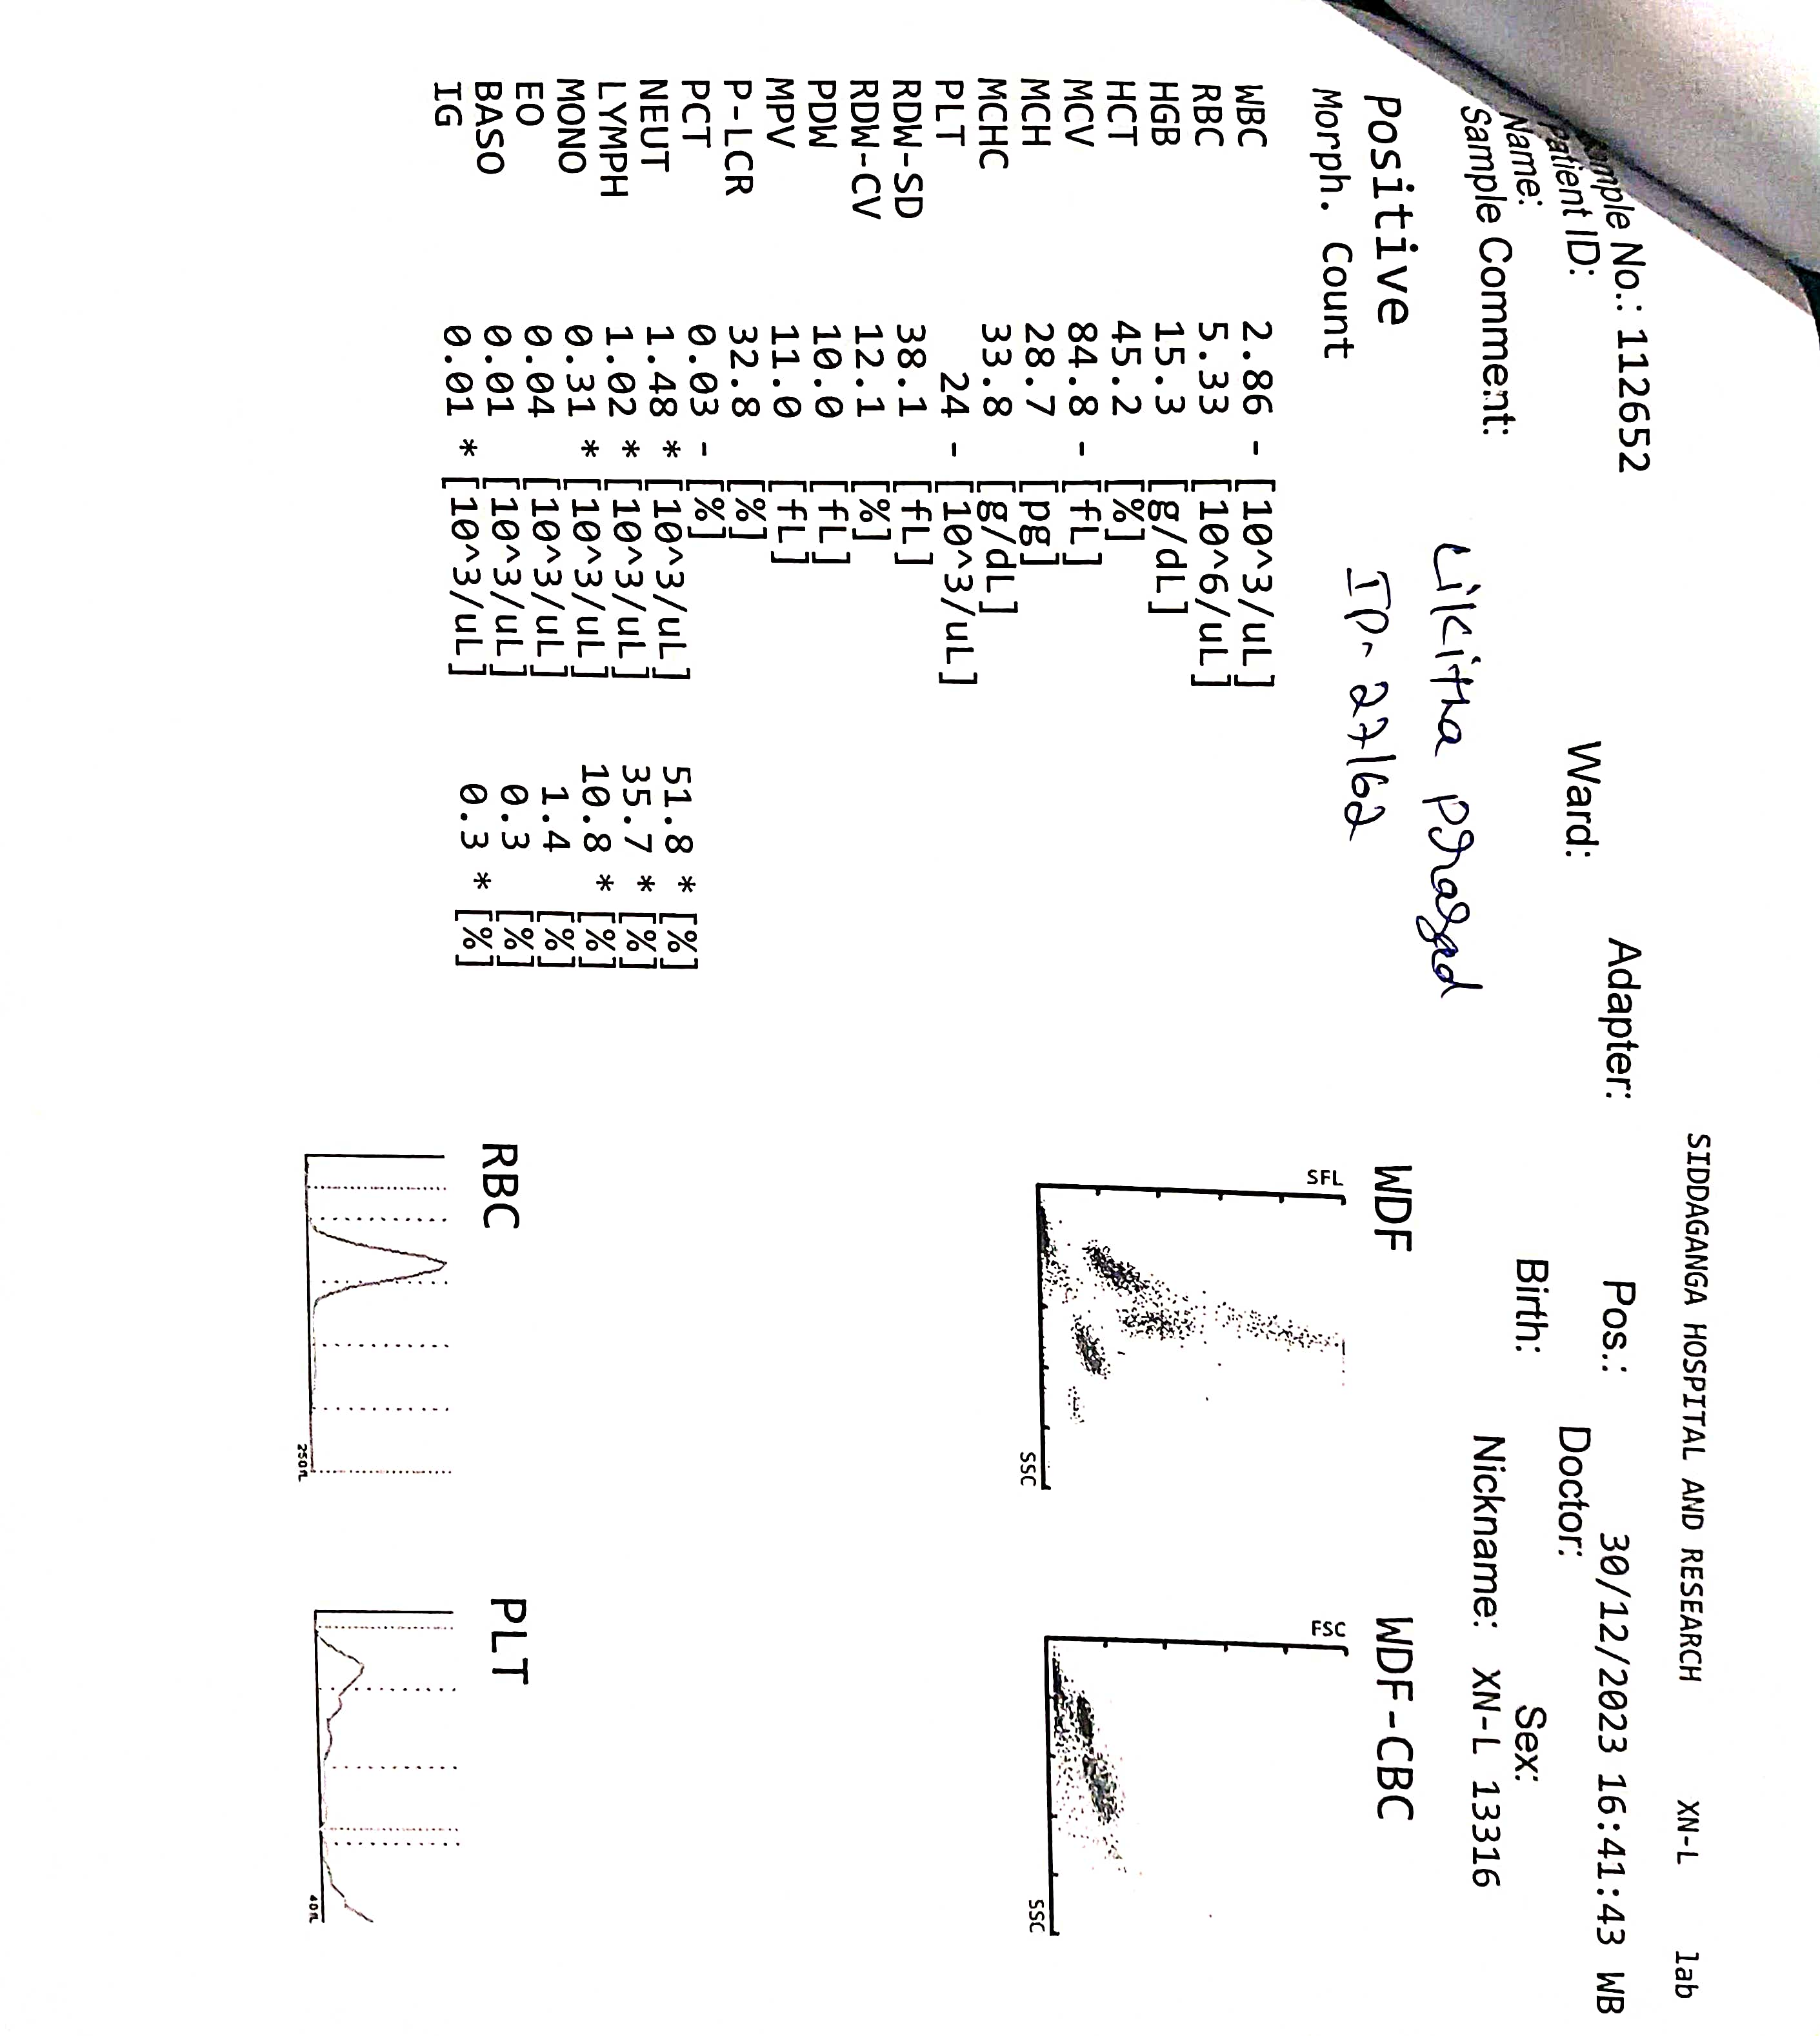 SIDDAGANGA HOSPITAL AND RESEARCH XN-L lab
Sample No.: 112652 Adapter: Pos.: 30/12/2023 16:41:43 WB
Patient ID: Ward: Doctor:
Name: Birth: Sex:
Sample Comment: Nickname: XN-L 13316
Likitha Prasad
Positive
Morph. Count
IP- 27162
WBC 2.86 - [10^3/uL]
RBC 5.33 [10^6/uL]
HGB 15.3 [g/dL]
HCT 45.2 [%]
MCV 84.8 - [fL]
MCH 28.7 [pg]
MCHC 33.8 [g/dL]
PLT 24 - [10^3/uL]
RDW-SD 38.1 [fL]
RDW-CV 12.1 [%]
PDW 10.0 [fL]
MPV 11.0 [fL]
P-LCR 32.8 [%]
PCT 0.03 - [%]
NEUT 1.48 * [10^3/uL] 51.8 * [%]
LYMPH 1.02 * [10^3/uL] 35.7 * [%]
MONO 0.31 * [10^3/uL] 10.8 * [%]
EO 0.04 [10^3/uL] 1.4 [%]
BASO 0.01 [10^3/uL] 0.3 [%]
IG 0.01 * [10^3/uL] 0.3 * [%]
WDF
SFL
SSC
WDF-CBC
FSC
SSC
RBC
250fL
PLT
40fL